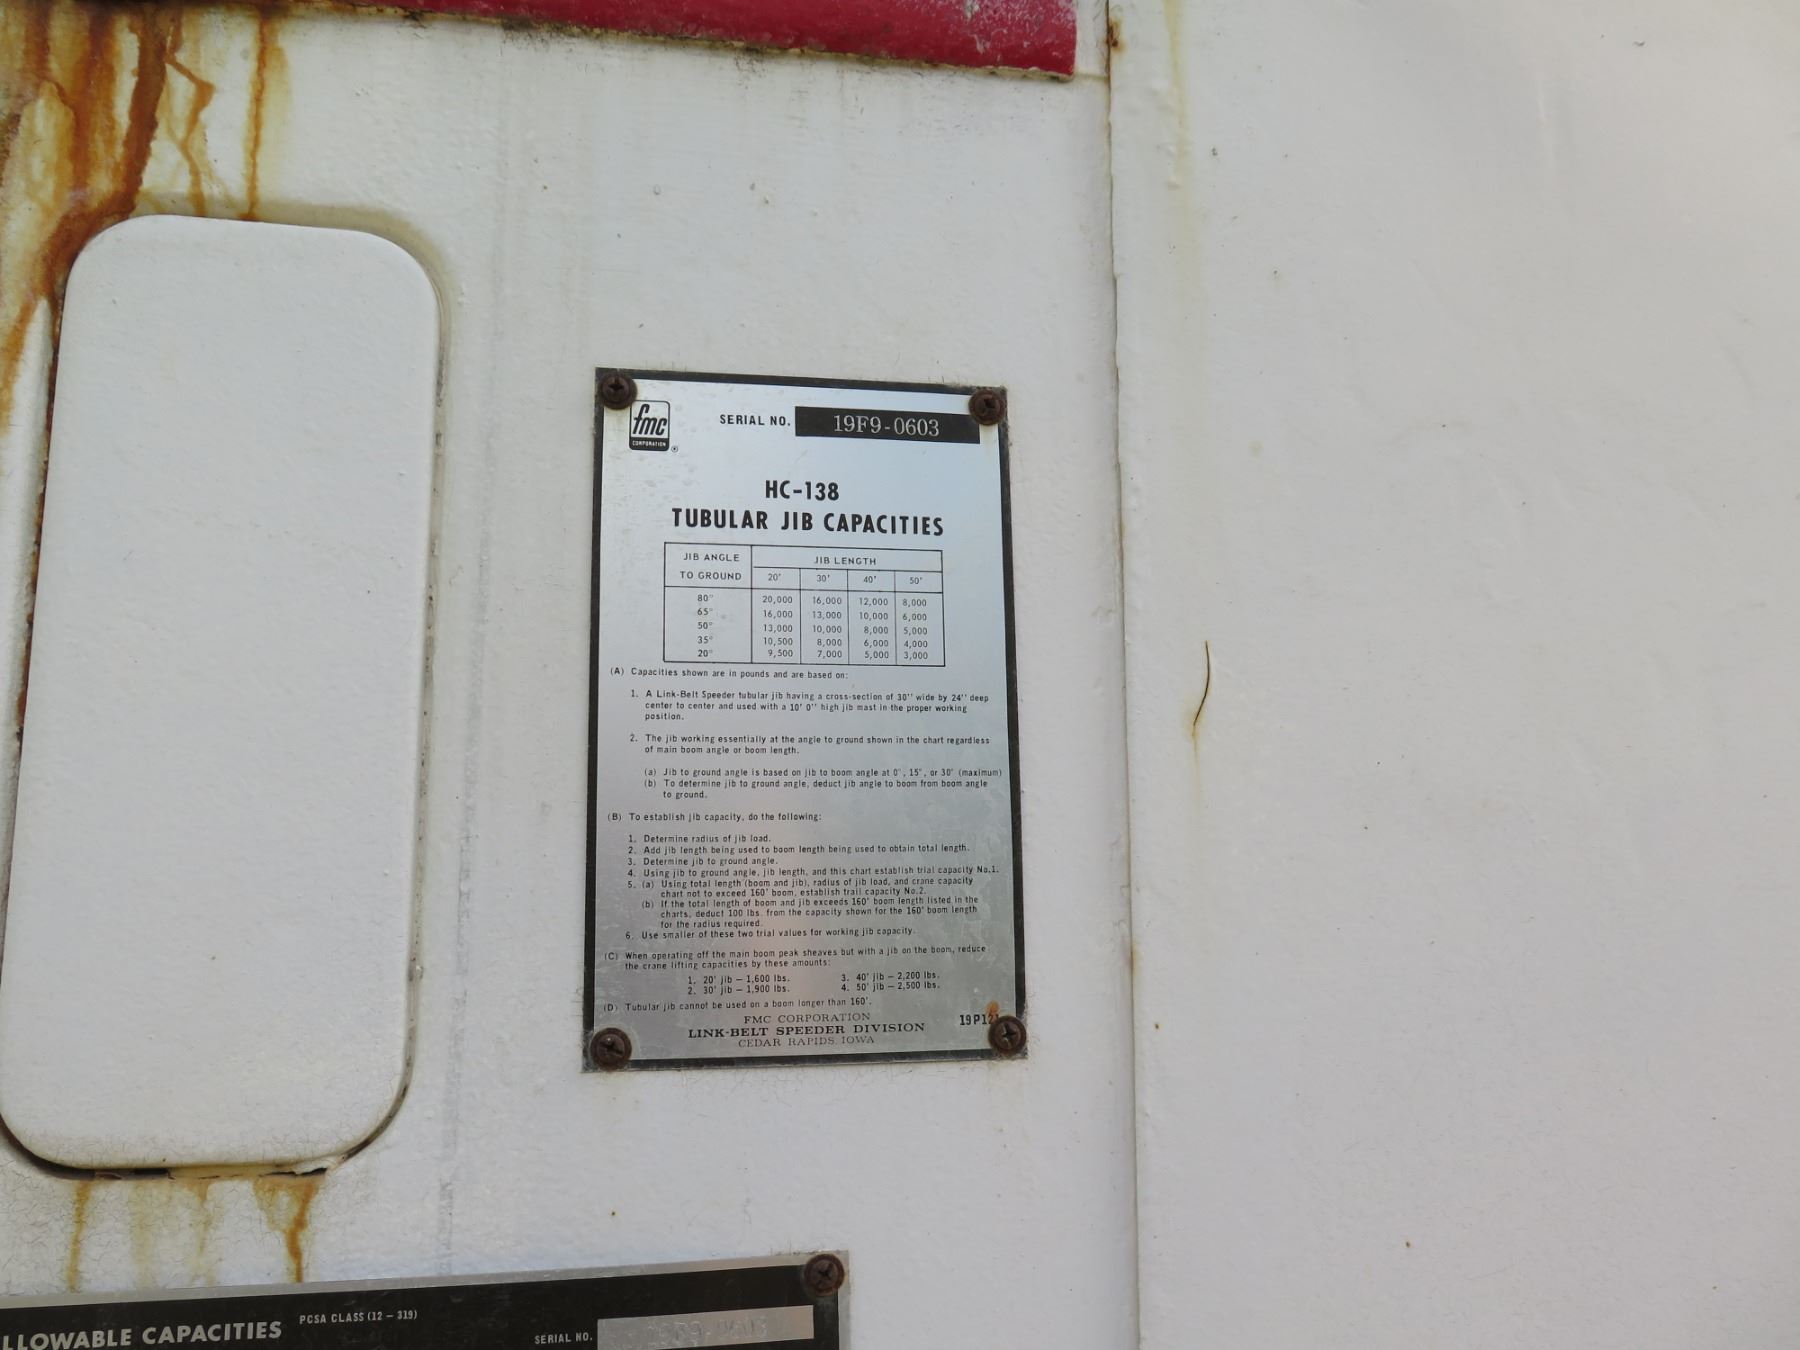 fmc
CORPORATION
®
SERIAL NO. 19F9-0603
HC-138
TUBULAR JIB CAPACITIES
JIB ANGLE TO GROUND JIB LENGTH
20' 30' 40' 50'
80° 20,000 16,000 12,000 8,000
65° 16,000 13,000 10,000 6,000
50° 13,000 10,000 8,000 5,000
35° 10,500 8,000 6,000 4,000
20° 9,500 7,000 5,000 3,000
(A) Capacities shown are in pounds and are based on:
1. A Link-Belt Speeder tubular jib having a cross-section of 30'' wide by 24'' deep
center to center and used with a 10' 0'' high jib mast in the proper working
position.
2. The jib working essentially at the angle to ground shown in the chart regardless
of main boom angle or boom length.
(a) Jib to ground angle is based on jib to boom angle at 0°, 15°, or 30° (maximum)
(b) To determine jib to ground angle, deduct jib angle to boom from boom angle
to ground.
(B) To establish jib capacity, do the following:
1. Determine radius of jib load.
2. Add jib length being used to boom length being used to obtain total length.
3. Determine jib to ground angle.
4. Using jib to ground angle, jib length, and this chart establish trial capacity No.1.
5. (a) Using total length (boom and jib), radius of jib load, and crane capacity
chart not to exceed 160' boom, establish trail capacity No.2.
(b) If the total length of boom and jib exceeds 160' boom length listed in the
charts, deduct 100 lbs. from the capacity shown for the 160' boom length
for the radius required.
6. Use smaller of these two trial values for working jib capacity.
(C) When operating off the main boom peak sheaves but with a jib on the boom, reduce
the crane lifting capacities by these amounts:
1. 20' jib – 1,600 lbs. 3. 40' jib – 2,200 lbs.
2. 30' jib – 1,900 lbs. 4. 50' jib – 2,500 lbs.
(D) Tubular jib cannot be used on a boom longer than 160'.
FMC CORPORATION
LINK-BELT SPEEDER DIVISION
CEDAR RAPIDS, IOWA
LLOWABLE CAPACITIES PCSA CLASS (12 – 319)
SERIAL NO. 19F9-0603